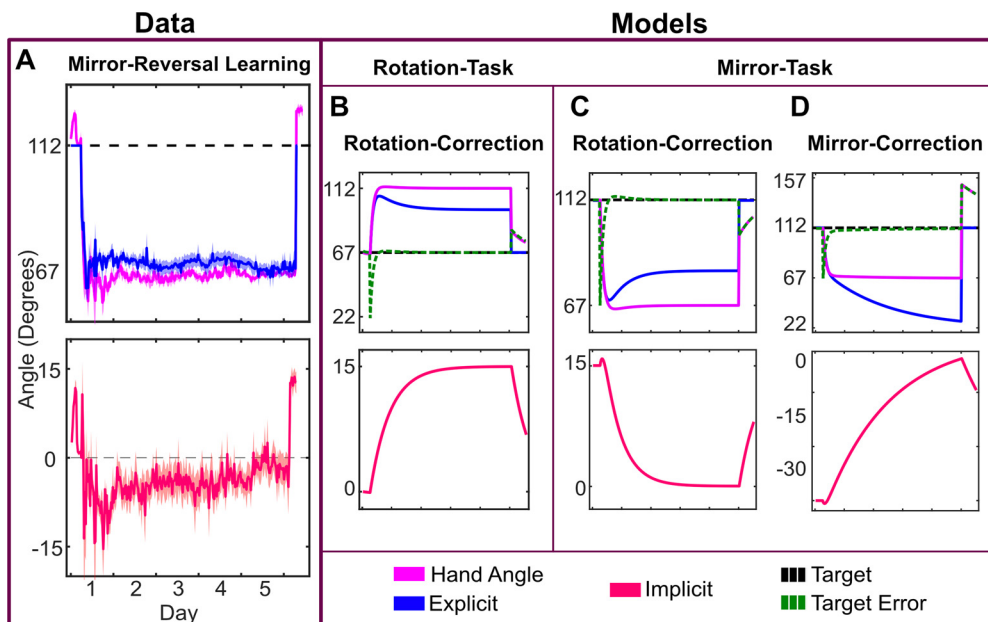 Data
Models
A
Mirror-Reversal Learning
Rotation-Task
Mirror-Task
B
Rotation-Correction
C
Rotation-Correction
D
Mirror-Correction
112
67
Angle (Degrees)
15
0
-15
1 2 3 4 5
Day
112
67
22
15
0
112
67
15
0
157
112
67
22
0
-15
-30
Hand Angle
Explicit
Implicit
Target
Target Error